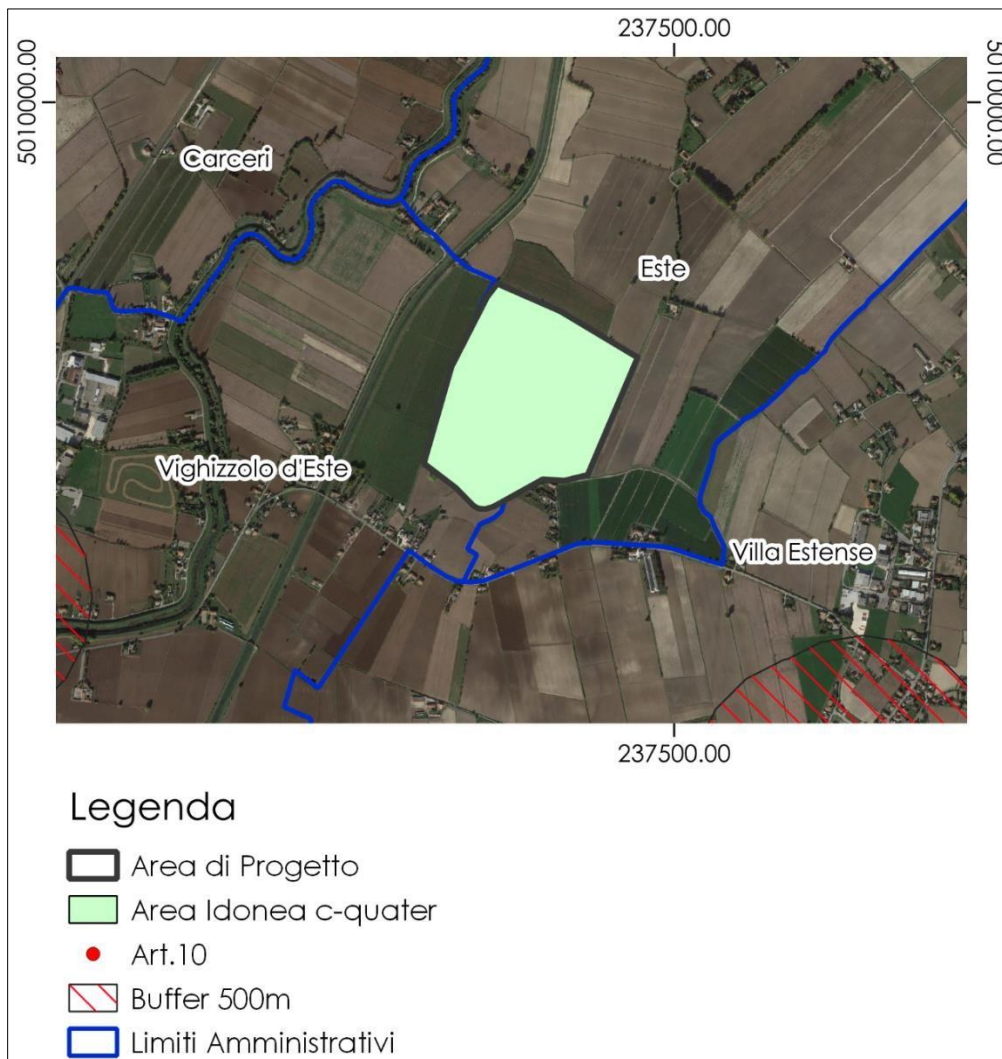 237500.00
5010000.00
5010000.00
Carceri
Este
Vighizzolo d'Este
Villa Estense
237500.00
Legenda
Area di Progetto
Area Idonea c-quater
Art.10
Buffer 500m
Limiti Amministrativi